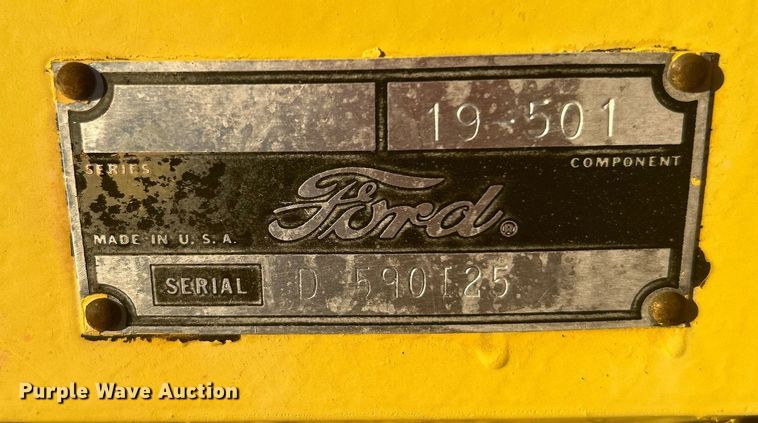 19-501
SERIES
COMPONENT
Ford
MADE IN U.S.A.
SERIAL D 590125
Purple Wave Auction